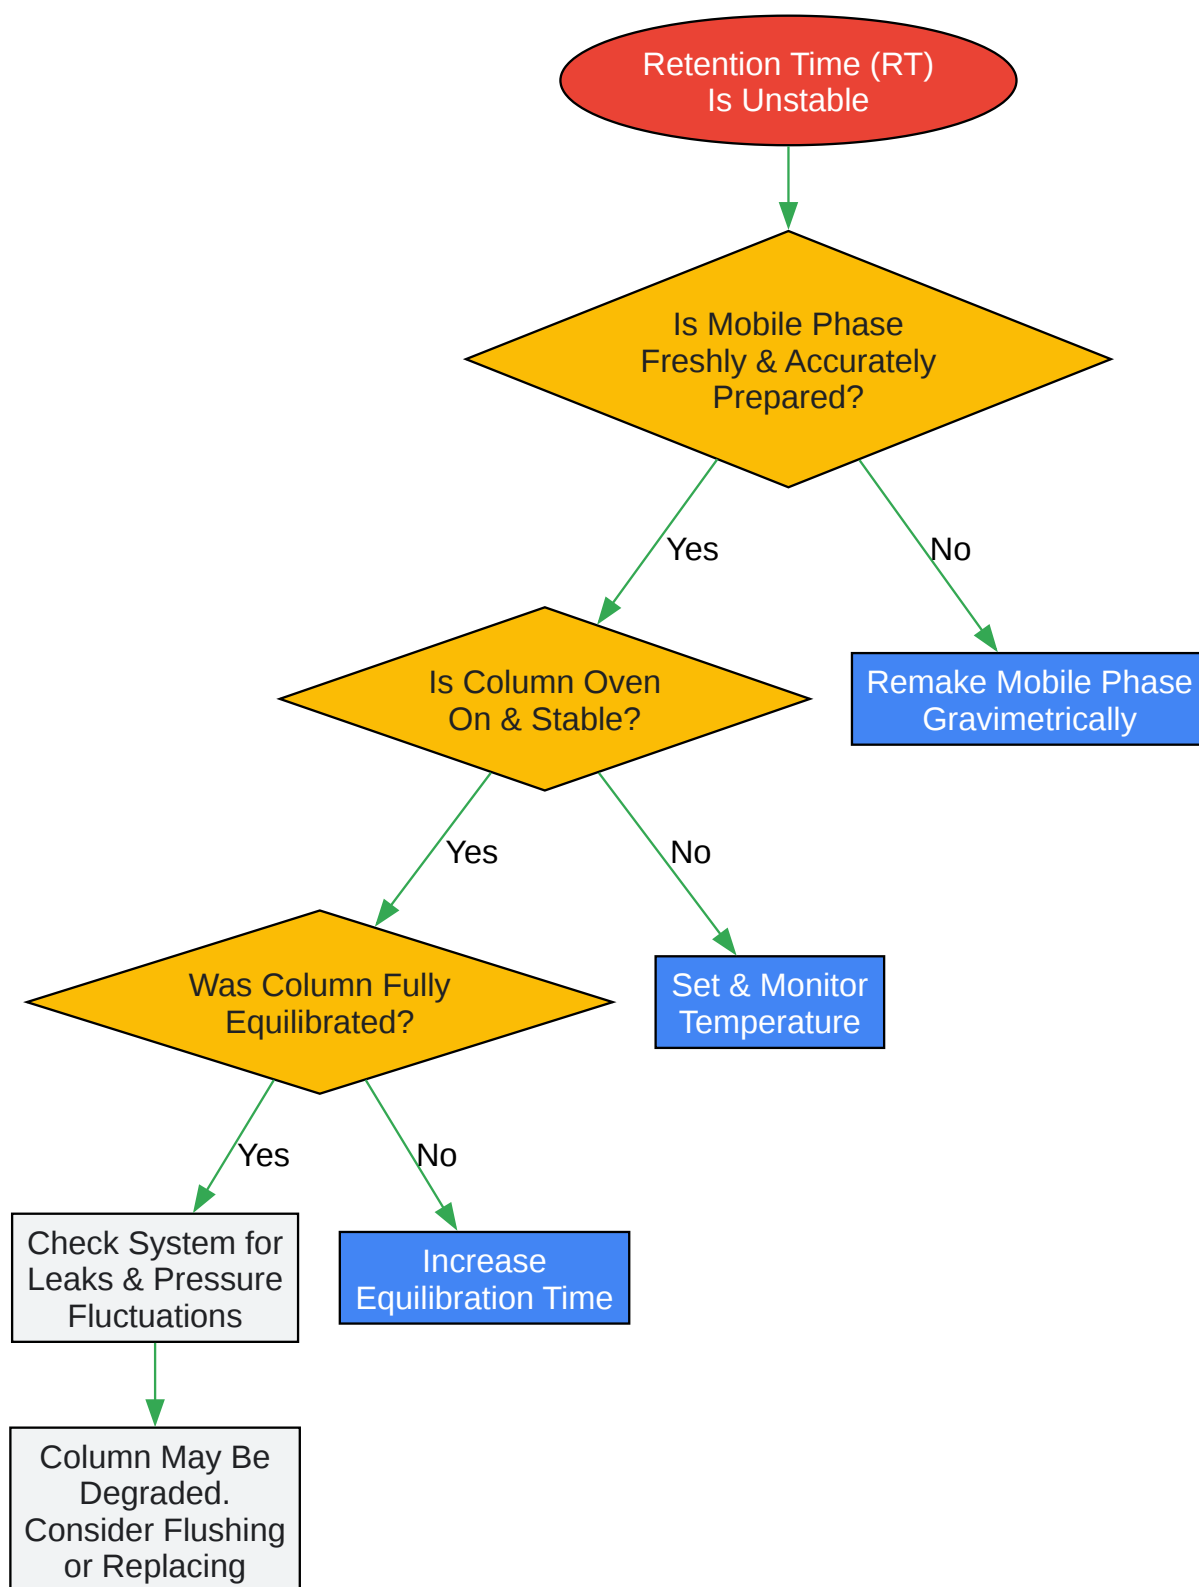 Retention Time (RT)
Is Unstable
Is Mobile Phase
Freshly & Accurately
Prepared?
Yes
No
Is Column Oven
On & Stable?
Remake Mobile Phase
Gravimetrically
Yes
No
Was Column Fully
Equilibrated?
Set & Monitor
Temperature
Yes
No
Check System for
Leaks & Pressure
Fluctuations
Increase
Equilibration Time
Column May Be
Degraded.
Consider Flushing
or Replacing